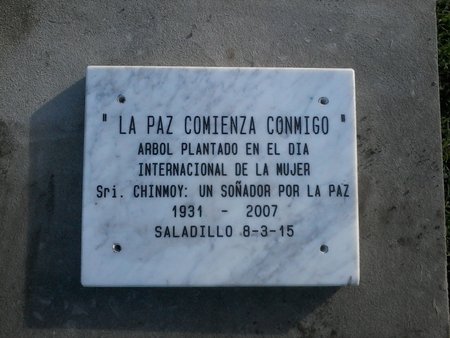 " LA PAZ COMIENZA CONMIGO "
ARBOL PLANTADO EN EL DIA
INTERNACIONAL DE LA MUJER
Sri. CHINMOY: UN SOÑADOR POR LA PAZ
1931 - 2007
SALADILLO 8-3-15